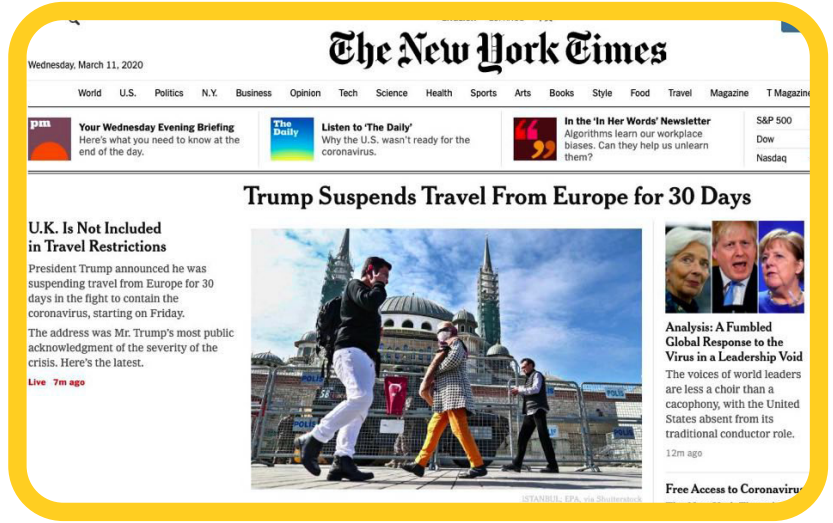 The New York Times
Wednesday, March 11, 2020
World U.S. Politics N.Y. Business Opinion Tech Science Health Sports Arts Books Style Food Travel Magazine T Magazine
pm
Your Wednesday Evening Briefing
Here's what you need to know at the
end of the day.
The
Daily
Listen to 'The Daily'
Why the U.S. wasn't ready for the
coronavirus.
In the 'In Her Words' Newsletter
Algorithms learn our workplace
biases. Can they help us unlearn
them?
S&P 500
Dow
Nasdaq
Trump Suspends Travel From Europe for 30 Days
U.K. Is Not Included
in Travel Restrictions
President Trump announced he was
suspending travel from Europe for 30
days in the fight to contain the
coronavirus, starting on Friday.
The address was Mr. Trump's most public
acknowledgment of the severity of the
crisis. Here's the latest.
Live 7m ago
POLİS
POLİS
POLİS
ISTANBUL; EPA, via Shutterstock
Analysis: A Fumbled
Global Response to the
Virus in a Leadership Void
The voices of world leaders
are less a choir than a
cacophony, with the United
States absent from its
traditional conductor role.
12m ago
Free Access to Coronavirus